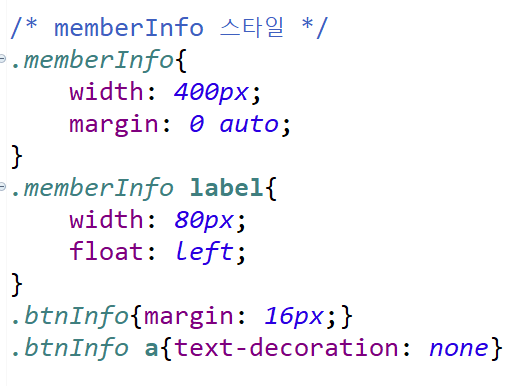 /* memberInfo 스타일 */
.memberInfo{
    width: 400px;
    margin: 0 auto;
}
.memberInfo label{
    width: 80px;
    float: left;
}
.btnInfo{margin: 16px;}
.btnInfo a{text-decoration: none}